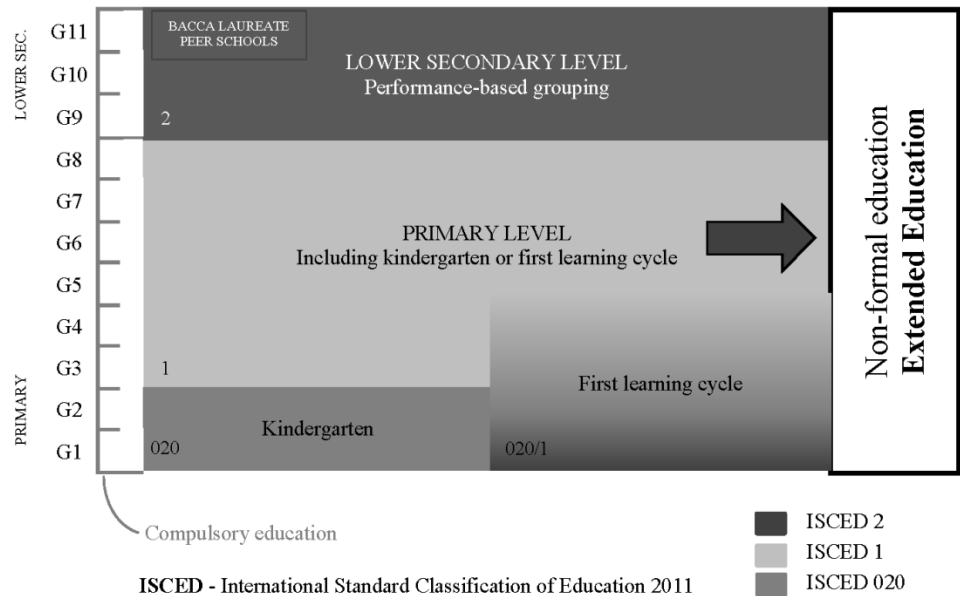 LOWER SEC.
PRIMARY
G11
G10
G9
G8
G7
G6
G5
G4
G3
G2
G1
BACCA LAUREATE
PEER SCHOOLS
LOWER SECONDARY LEVEL
Performance-based grouping
2
PRIMARY LEVEL
Including kindergarten or first learning cycle
1
First learning cycle
Kindergarten
020
020/1
Non-formal education
Extended Education
Compulsory education
ISCED 2
ISCED 1
ISCED 020
ISCED - International Standard Classification of Education 2011